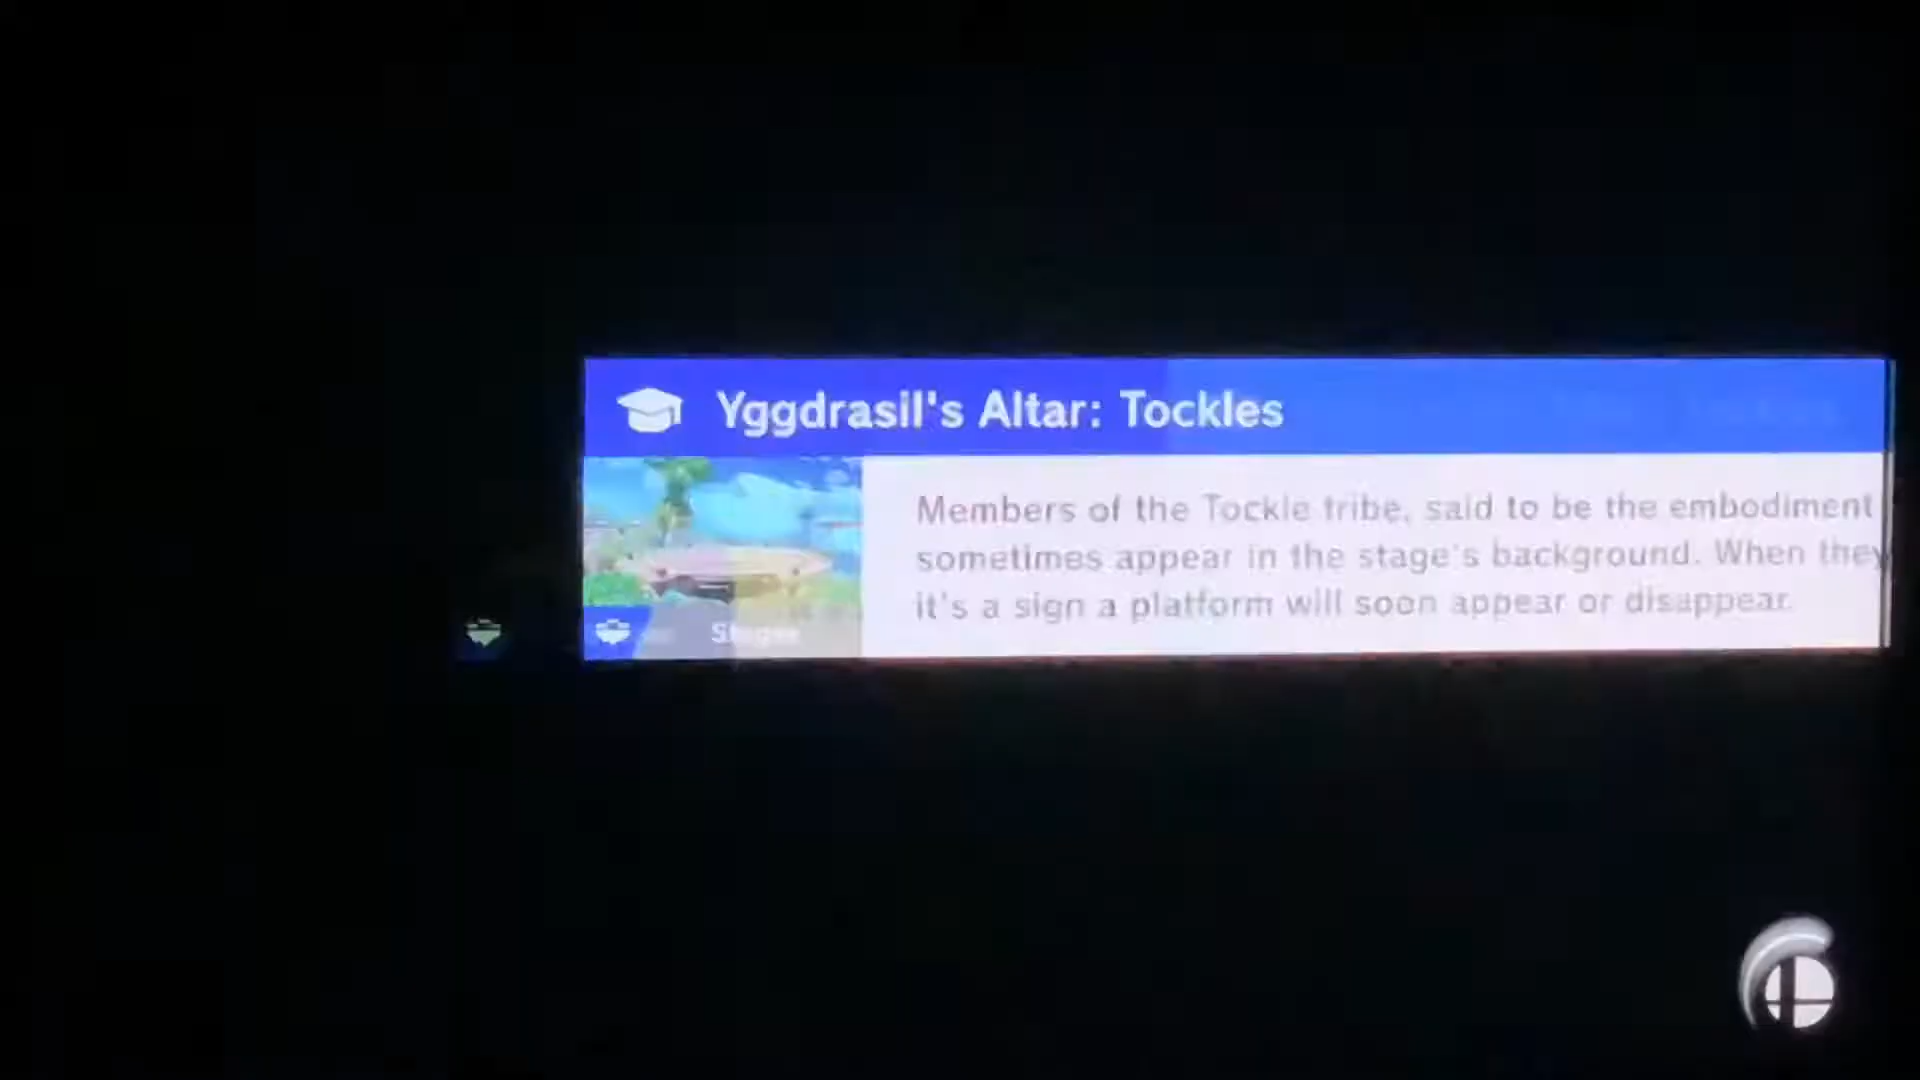 Yggdrasil's Altar: Tockles
Members of the Tockle tribe, said to be the embodiment
sometimes appear in the stage's background. When they
it's a sign a platform will soon appear or disappear.
Stages